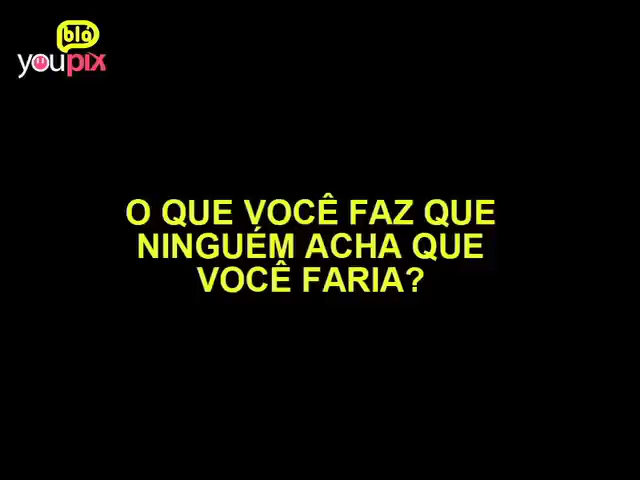 blá
youpix
O QUE VOCÊ FAZ QUE
NINGUÉM ACHA QUE
VOCÊ FARIA?